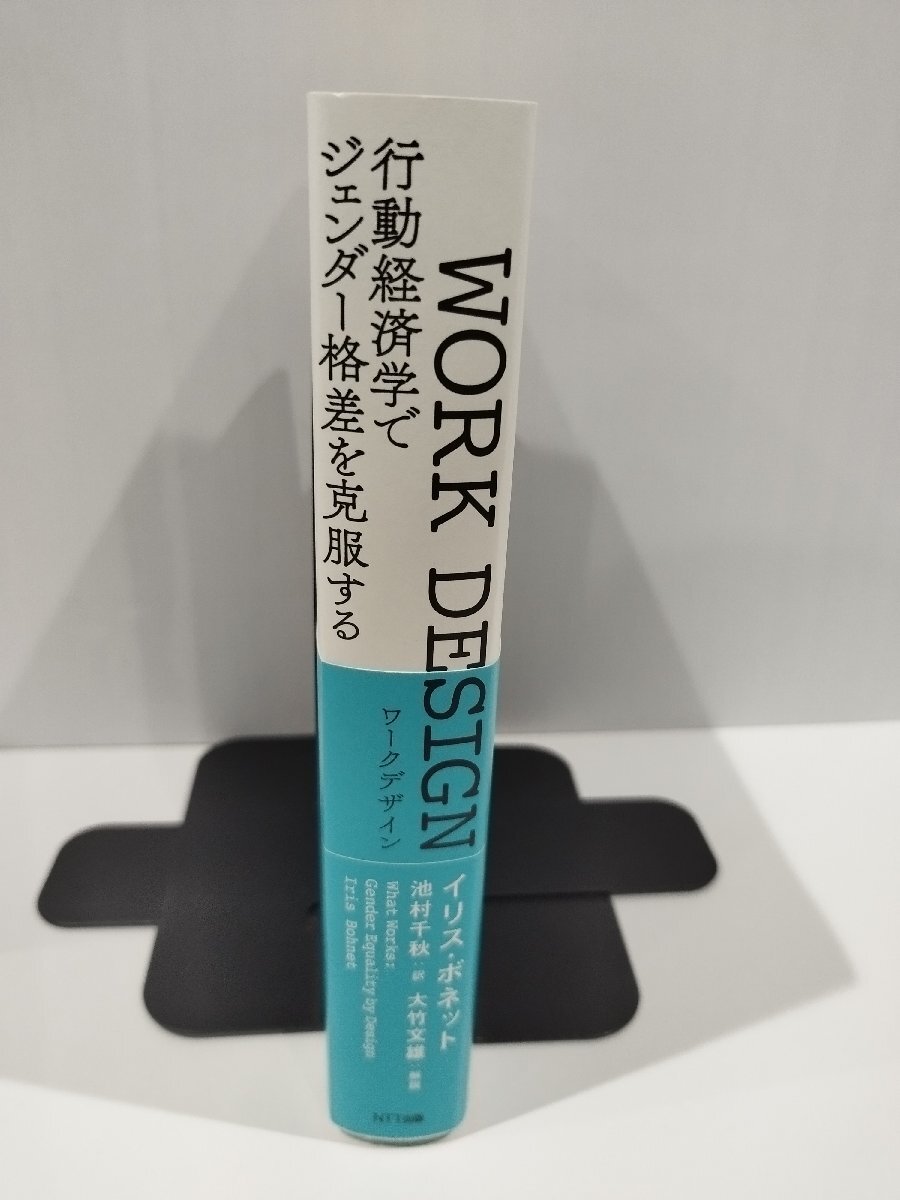 WORK DESIGN
行動経済学で
ジェンダー格差を克服する
ワークデザイン
イリス・ボネット
池村千秋:訳 大竹文雄:解説
What Works:
Gender Equality by Design
Iris Bohnet